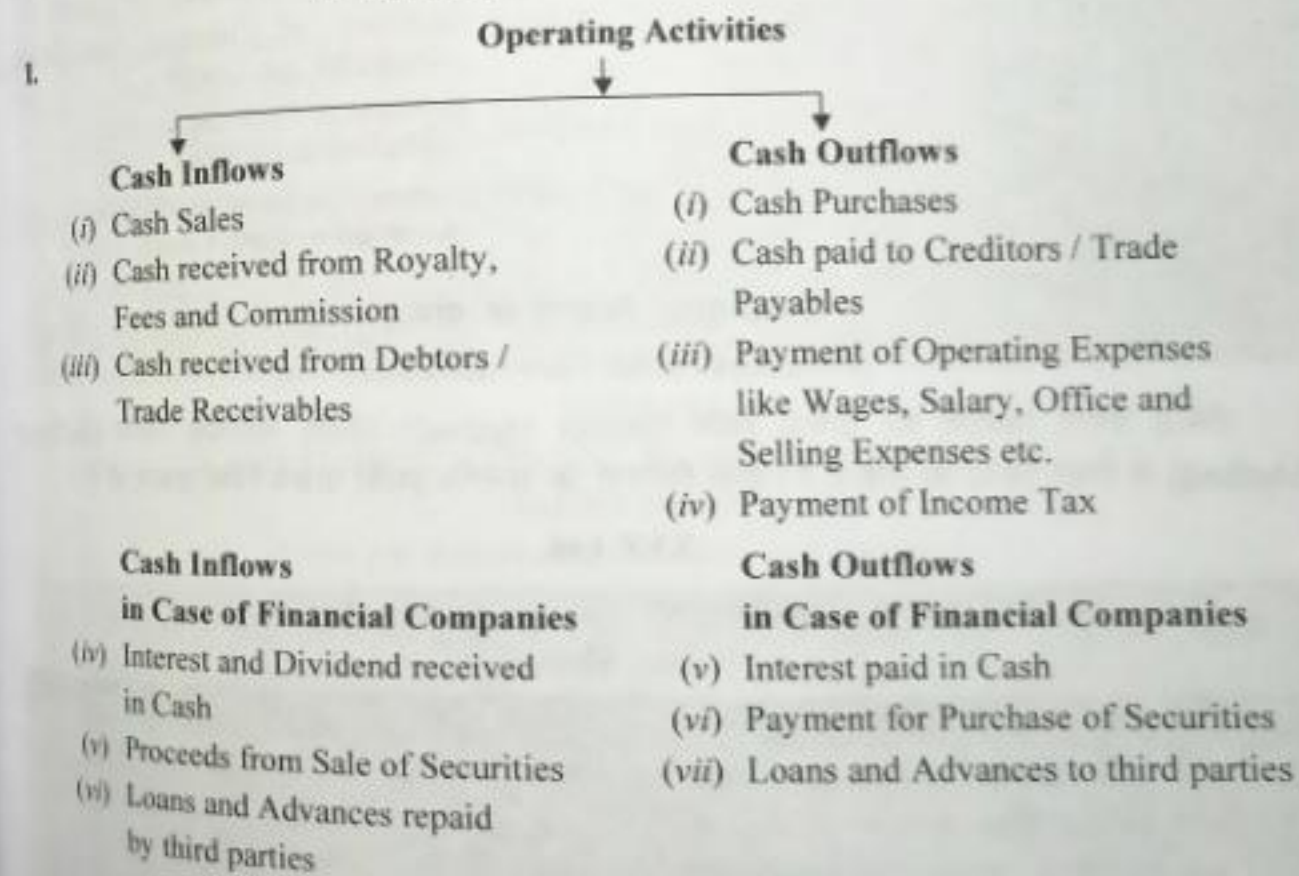 Operating Activities
1.
Cash Inflows
(i) Cash Sales
(ii) Cash received from Royalty,
Fees and Commission
(iii) Cash received from Debtors /
Trade Receivables
Cash Outflows
(i) Cash Purchases
(ii) Cash paid to Creditors / Trade
Payables
(iii) Payment of Operating Expenses
like Wages, Salary, Office and
Selling Expenses etc.
(iv) Payment of Income Tax
Cash Inflows
in Case of Financial Companies
(iv) Interest and Dividend received
in Cash
(v) Proceeds from Sale of Securities
(vi) Loans and Advances repaid
by third parties
Cash Outflows
in Case of Financial Companies
(v) Interest paid in Cash
(vi) Payment for Purchase of Securities
(vii) Loans and Advances to third parties